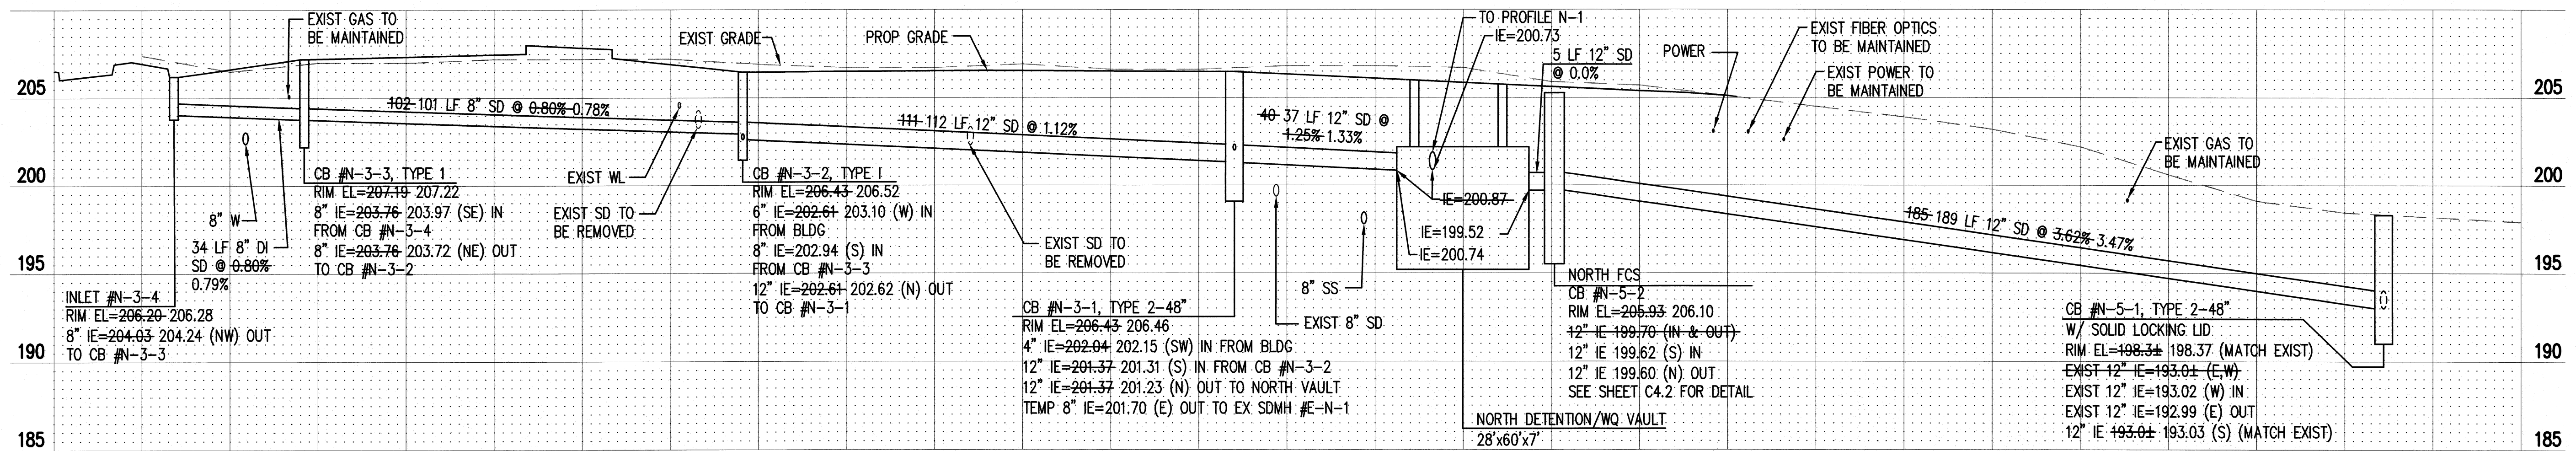 EXIST GAS TO
BE MAINTAINED
EXIST GRADE
PROP GRADE
TO PROFILE N-1
IE=200.73
5 LF 12" SD
@ 0.0%
POWER
EXIST FIBER OPTICS
TO BE MAINTAINED
EXIST POWER TO
BE MAINTAINED
205
205
102 101 LF 8" SD @ 0.80% 0.78%
111 112 LF 12" SD @ 1.12%
40 37 LF 12" SD @
1.25% 1.33%
EXIST GAS TO
BE MAINTAINED
200
200
8" W
34 LF 8" DI
SD @ 0.80%
0.79%
CB #N-3-3, TYPE 1
RIM EL=207.19 207.22
8" IE=203.76 203.97 (SE) IN
FROM CB #N-3-4
8" IE=203.76 203.72 (NE) OUT
TO CB #N-3-2
EXIST WL
EXIST SD TO
BE REMOVED
CB #N-3-2, TYPE I
RIM EL=206.43 206.52
6" IE=202.61 203.10 (W) IN
FROM BLDG
8" IE=202.94 (S) IN
FROM CB #N-3-3
12" IE=202.61 202.62 (N) OUT
TO CB #N-3-1
EXIST SD TO
BE REMOVED
IE=200.87
IE=199.52
IE=200.74
185 189 LF 12" SD @ 3.62% 3.47%
195
195
INLET #N-3-4
RIM EL=206.20 206.28
8" IE=204.03 204.24 (NW) OUT
TO CB #N-3-3
8" SS
EXIST 8" SD
CB #N-3-1, TYPE 2-48"
RIM EL=206.43 206.46
4" IE=202.04 202.15 (SW) IN FROM BLDG
12" IE=201.37 201.31 (S) IN FROM CB #N-3-2
12" IE=201.37 201.23 (N) OUT TO NORTH VAULT
TEMP 8" IE=201.70 (E) OUT TO EX SDMH #E-N-1
NORTH FCS
CB #N-5-2
RIM EL=205.93 206.10
12" IE 199.70 (IN & OUT)
12" IE 199.62 (S) IN
12" IE 199.60 (N) OUT
SEE SHEET C4.2 FOR DETAIL
NORTH DETENTION/WQ VAULT
28'x60'x7'
CB #N-5-1, TYPE 2-48"
W/ SOLID LOCKING LID
RIM EL=198.3± 198.37 (MATCH EXIST)
EXIST 12" IE=193.0± (E,W)
EXIST 12" IE=193.02 (W) IN
EXIST 12" IE=192.99 (E) OUT
12" IE 193.0± 193.03 (S) (MATCH EXIST)
190
190
185
185